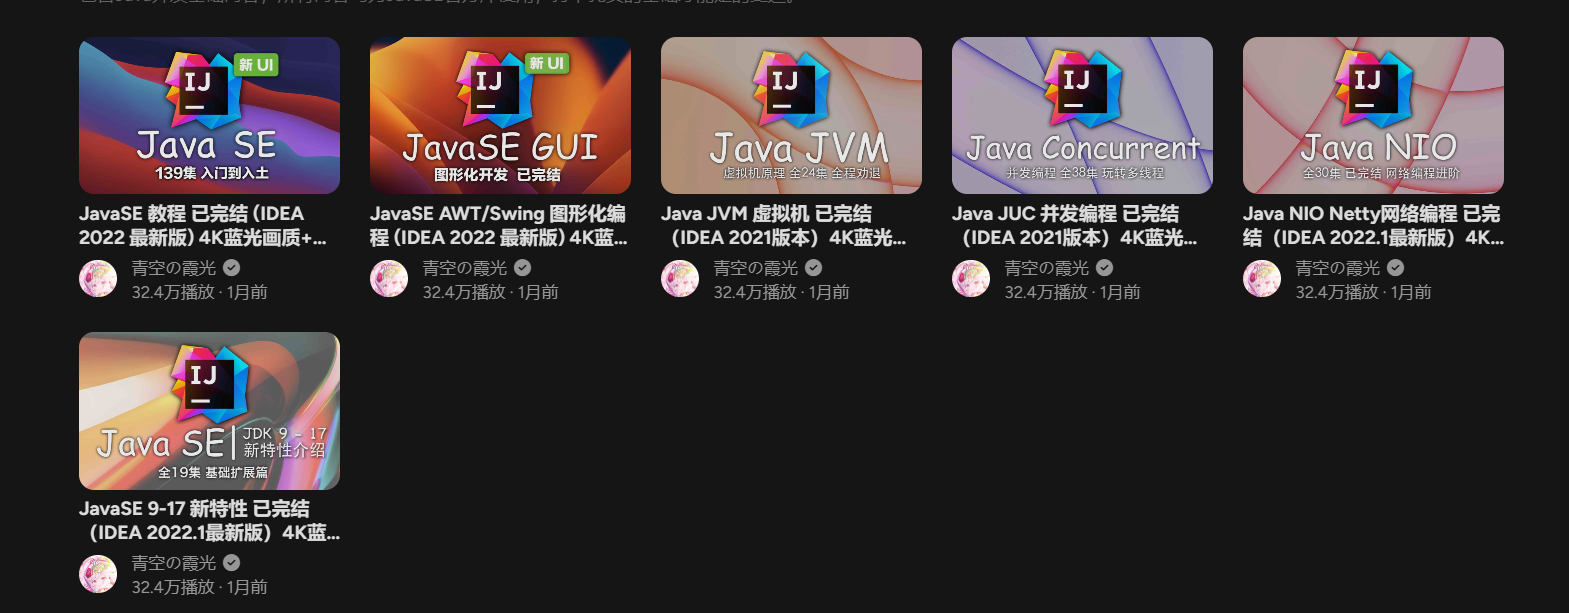 IJ
新 UI
Java SE
139集 入门到入土
JavaSE 教程 已完结 (IDEA
2022 最新版) 4K蓝光画质+...
青空の霞光
32.4万播放 · 1月前
IJ
新 UI
JavaSE GUI
图形化开发 已完结
JavaSE AWT/Swing 图形化编
程 (IDEA 2022 最新版) 4K蓝...
青空の霞光
32.4万播放 · 1月前
IJ
Java JVM
虚拟机原理 全24集 全程劝退
Java JVM 虚拟机 已完结
（IDEA 2021版本）4K蓝光...
青空の霞光
32.4万播放 · 1月前
IJ
Java Concurrent
并发编程 全38集 玩转多线程
Java JUC 并发编程 已完结
（IDEA 2021版本）4K蓝光...
青空の霞光
32.4万播放 · 1月前
IJ
Java NIO
全30集 已完结 网络编程进阶
Java NIO Netty网络编程 已完
结（IDEA 2022.1最新版）4K...
青空の霞光
32.4万播放 · 1月前
IJ
Java SE
JDK 9 - 17
新特性介绍
全19集 基础扩展篇
JavaSE 9-17 新特性 已完结
（IDEA 2022.1最新版）4K蓝...
青空の霞光
32.4万播放 · 1月前